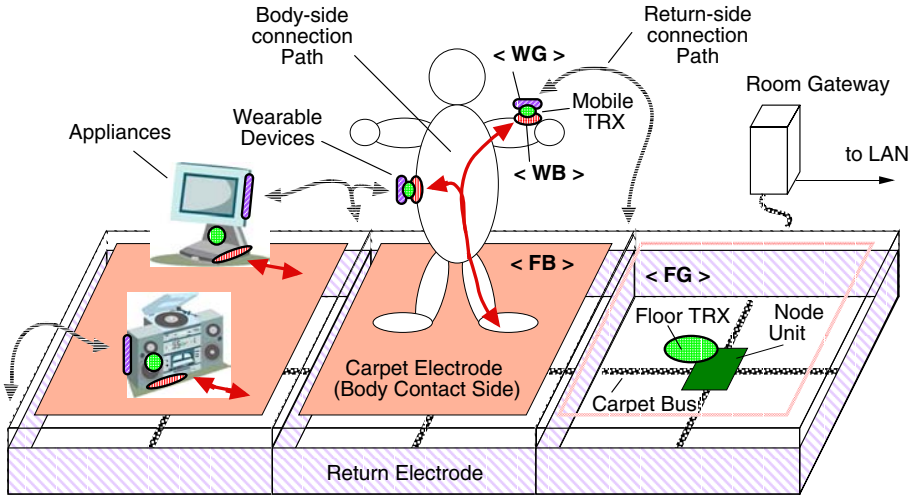 Body-side
connection
Path
Return-side
connection
Path
< WG >
Mobile
TRX
Room Gateway
Wearable
Devices
Appliances
to LAN
< WB >
< FB >
< FG >
Floor TRX
Node
Unit
Carpet Electrode
(Body Contact Side)
Carpet Bus
Return Electrode